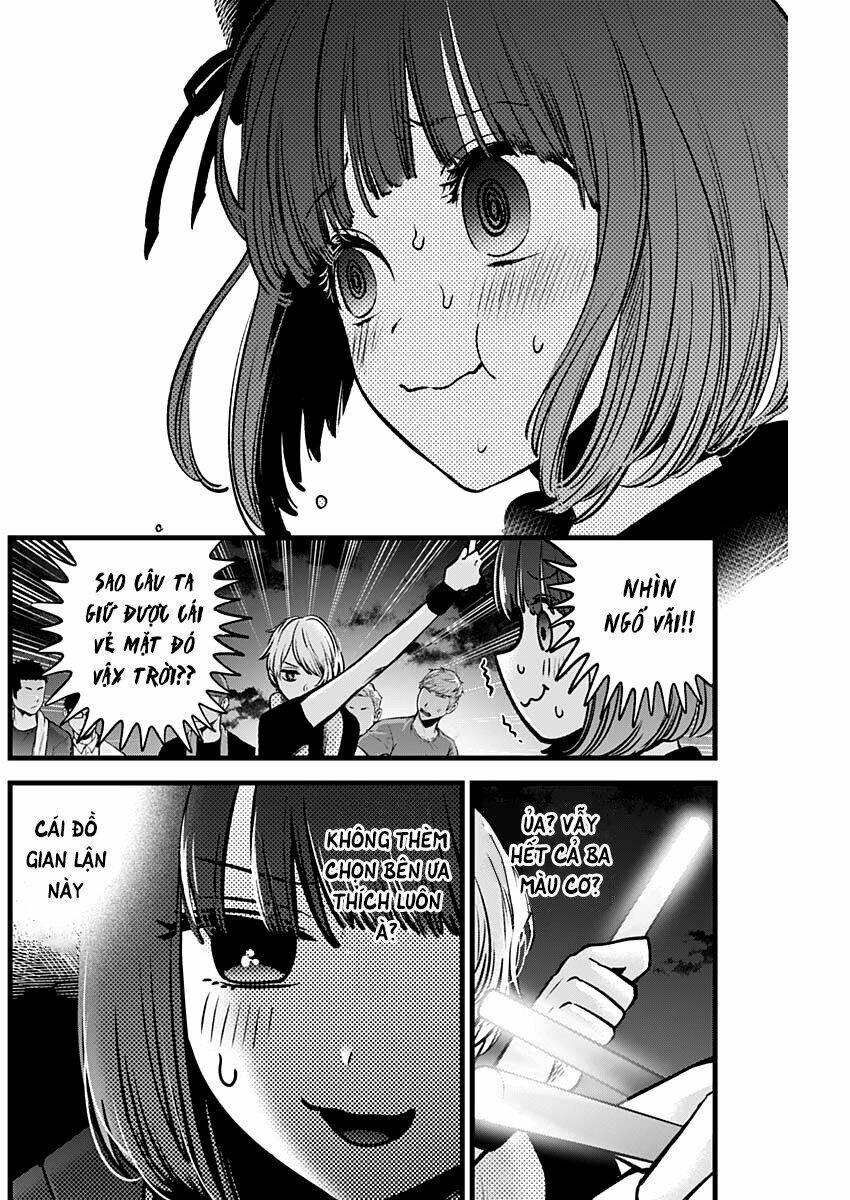 NHÌN
NGỐ VÃI!!
SAO CẬU TA
GIỮ ĐƯỢC CÁI
VẺ MẶT ĐÓ
VẬY TRỜI??
ỦA? VẪY
HẾT CẢ BA
MÀU CƠ?
KHÔNG THÈM
CHỌN BÊN ƯA
THÍCH LUÔN
À?
CÁI ĐỒ
GIAN LẬN
NÀY